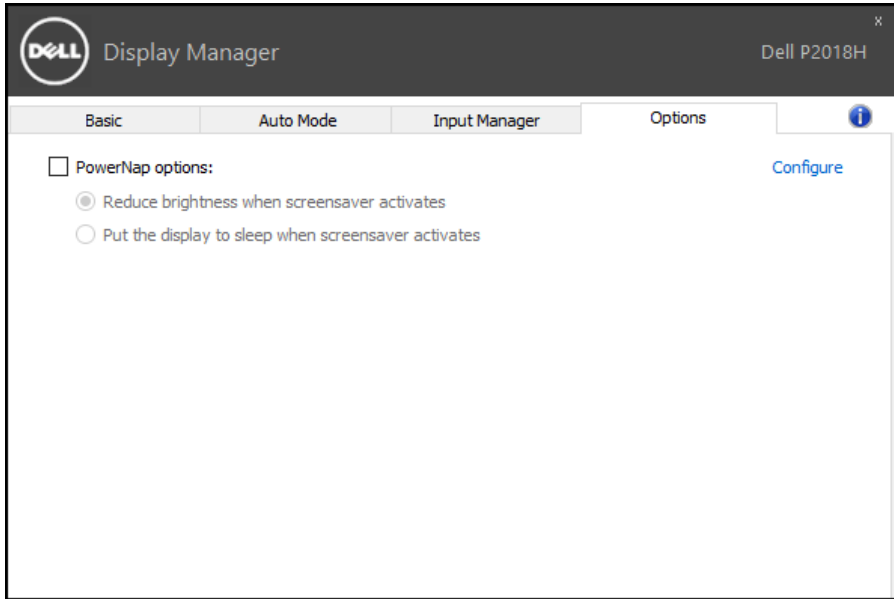 x
DELL Display Manager Dell P2018H
Basic Auto Mode Input Manager Options i
PowerNap options: Configure
Reduce brightness when screensaver activates
Put the display to sleep when screensaver activates